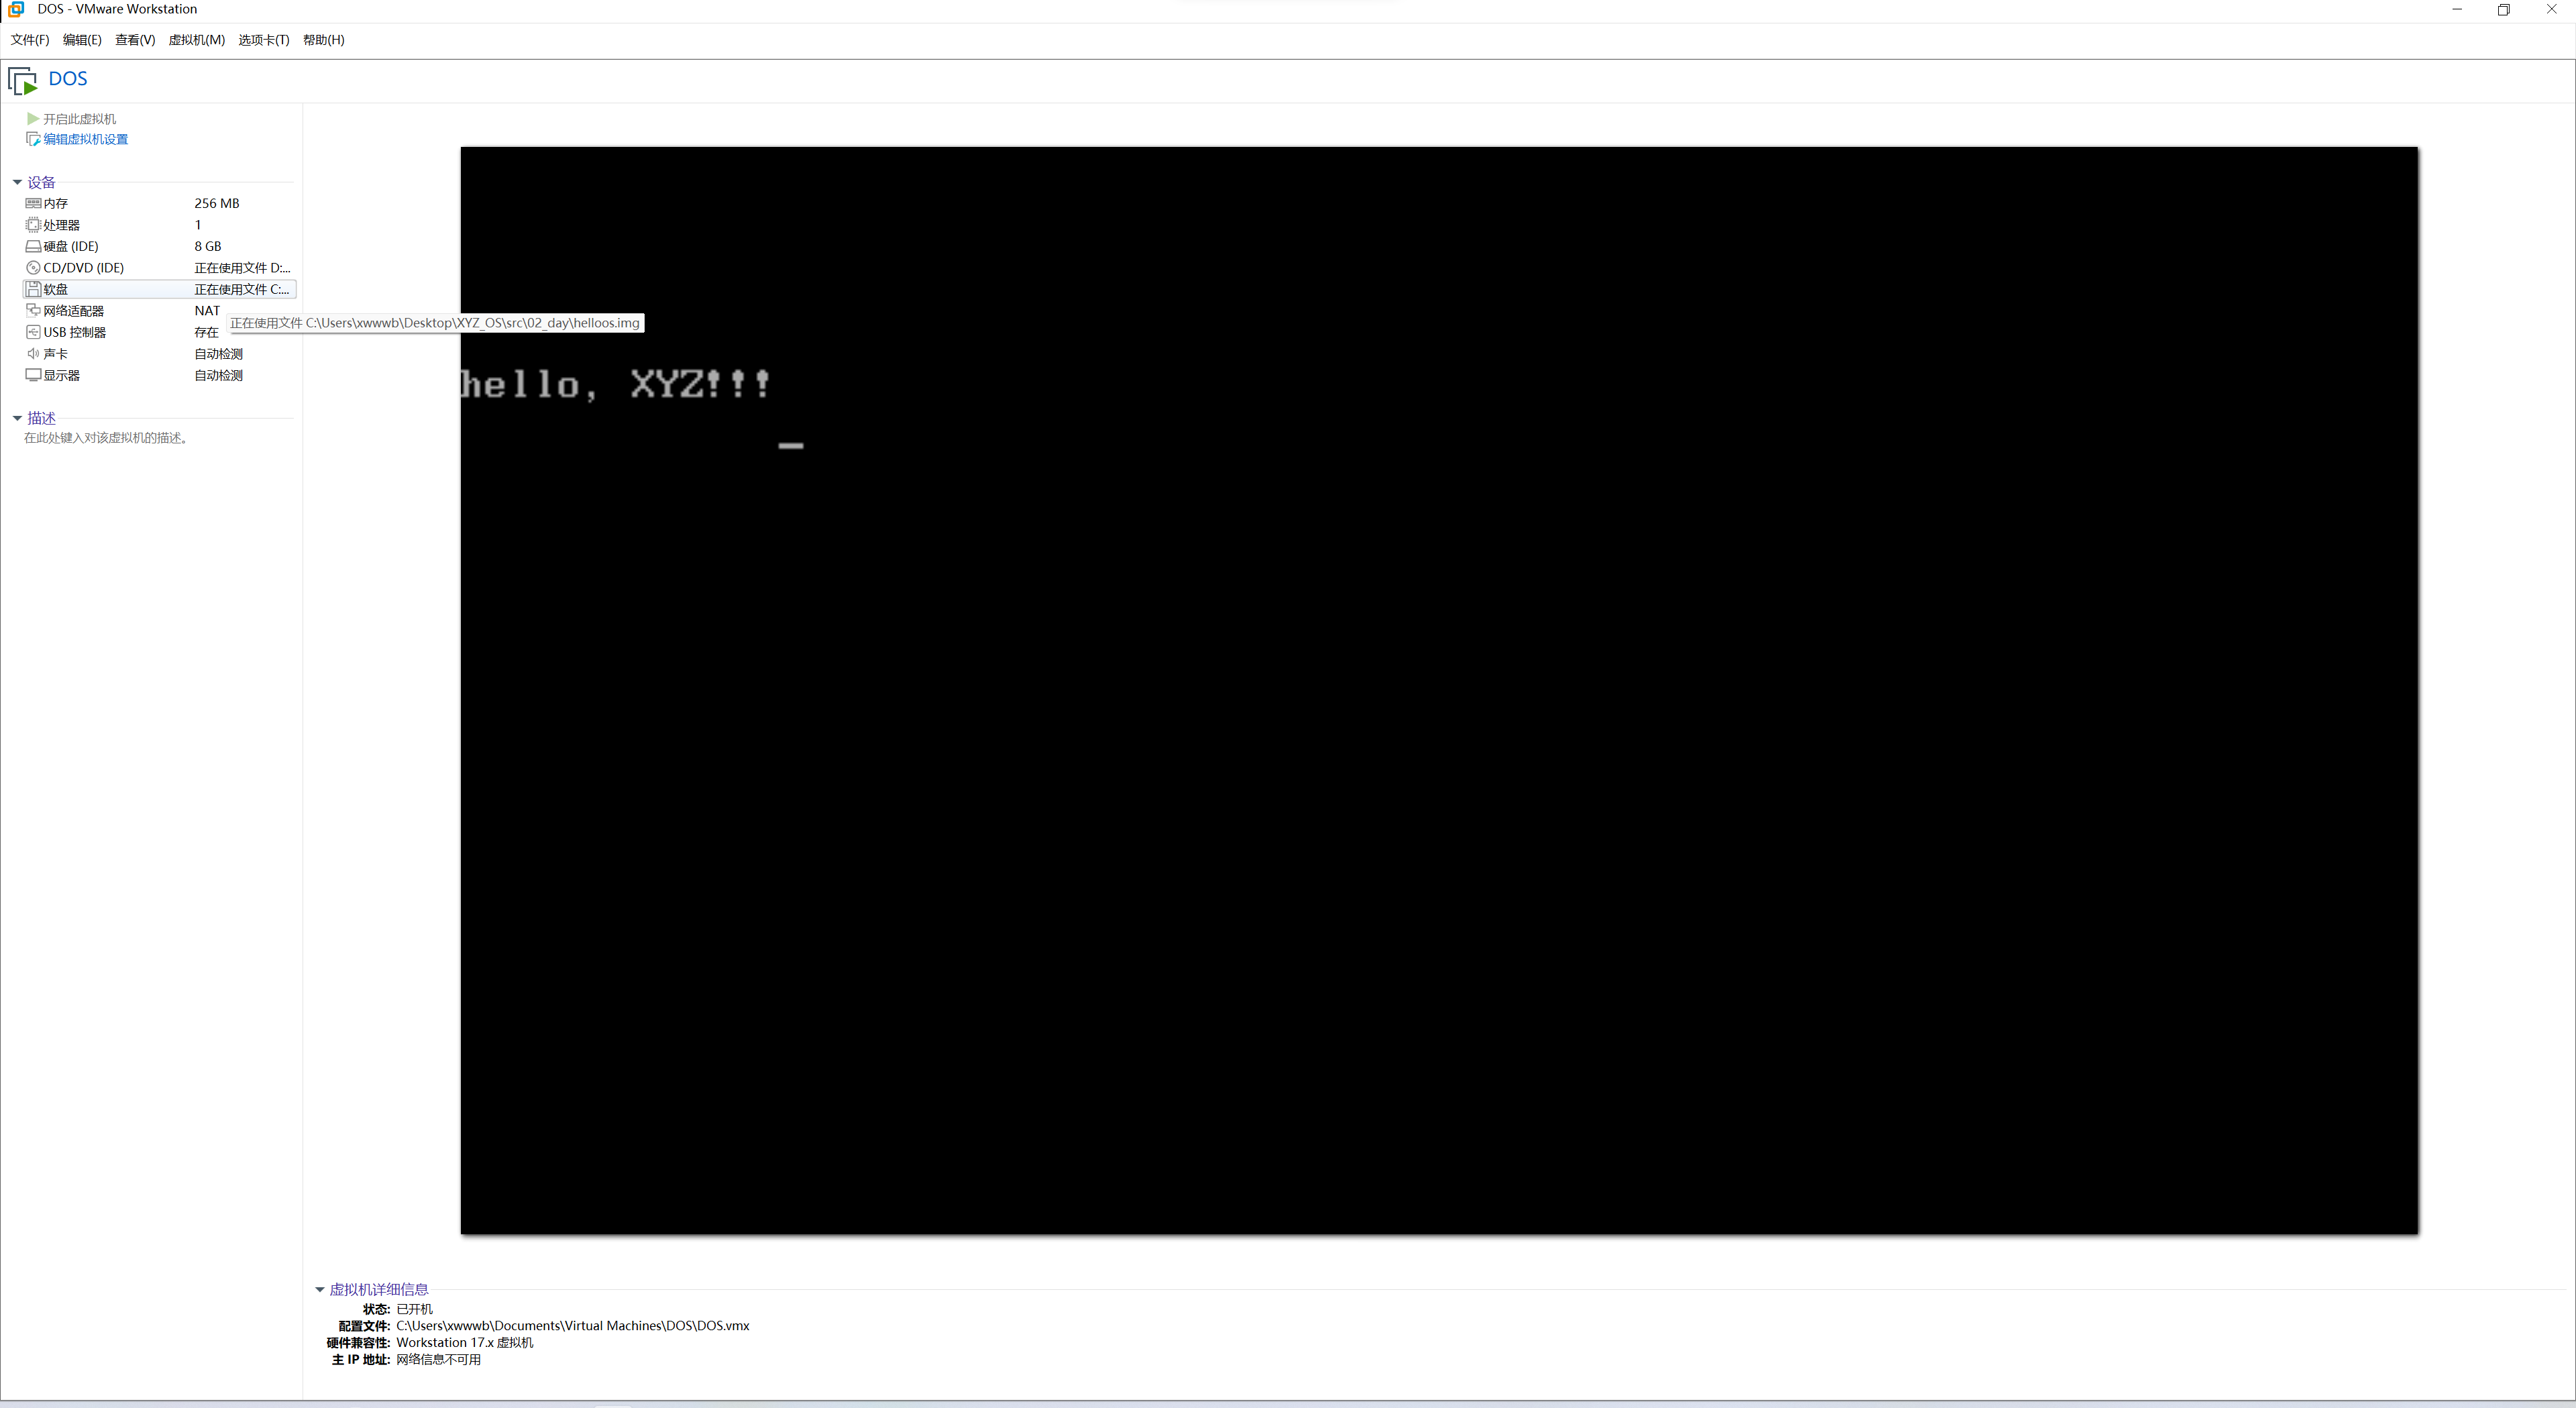 DOS - VMware Workstation
文件(F) 编辑(E) 查看(V) 虚拟机(M) 选项卡(T) 帮助(H)
DOS
开启此虚拟机
编辑虚拟机设置
设备
内存 256 MB
处理器 1
硬盘 (IDE) 8 GB
CD/DVD (IDE) 正在使用文件 D:...
软盘 正在使用文件 C:...
网络适配器 NAT
正在使用文件 C:\Users\xwwwb\Desktop\XYZ_OS\src\02_day\helloos.img
USB 控制器 存在
声卡 自动检测
显示器 自动检测
描述
在此处键入对该虚拟机的描述。
hello, XYZ!!!
虚拟机详细信息
状态: 已开机
配置文件: C:\Users\xwwwb\Documents\Virtual Machines\DOS\DOS.vmx
硬件兼容性: Workstation 17.x 虚拟机
主 IP 地址: 网络信息不可用